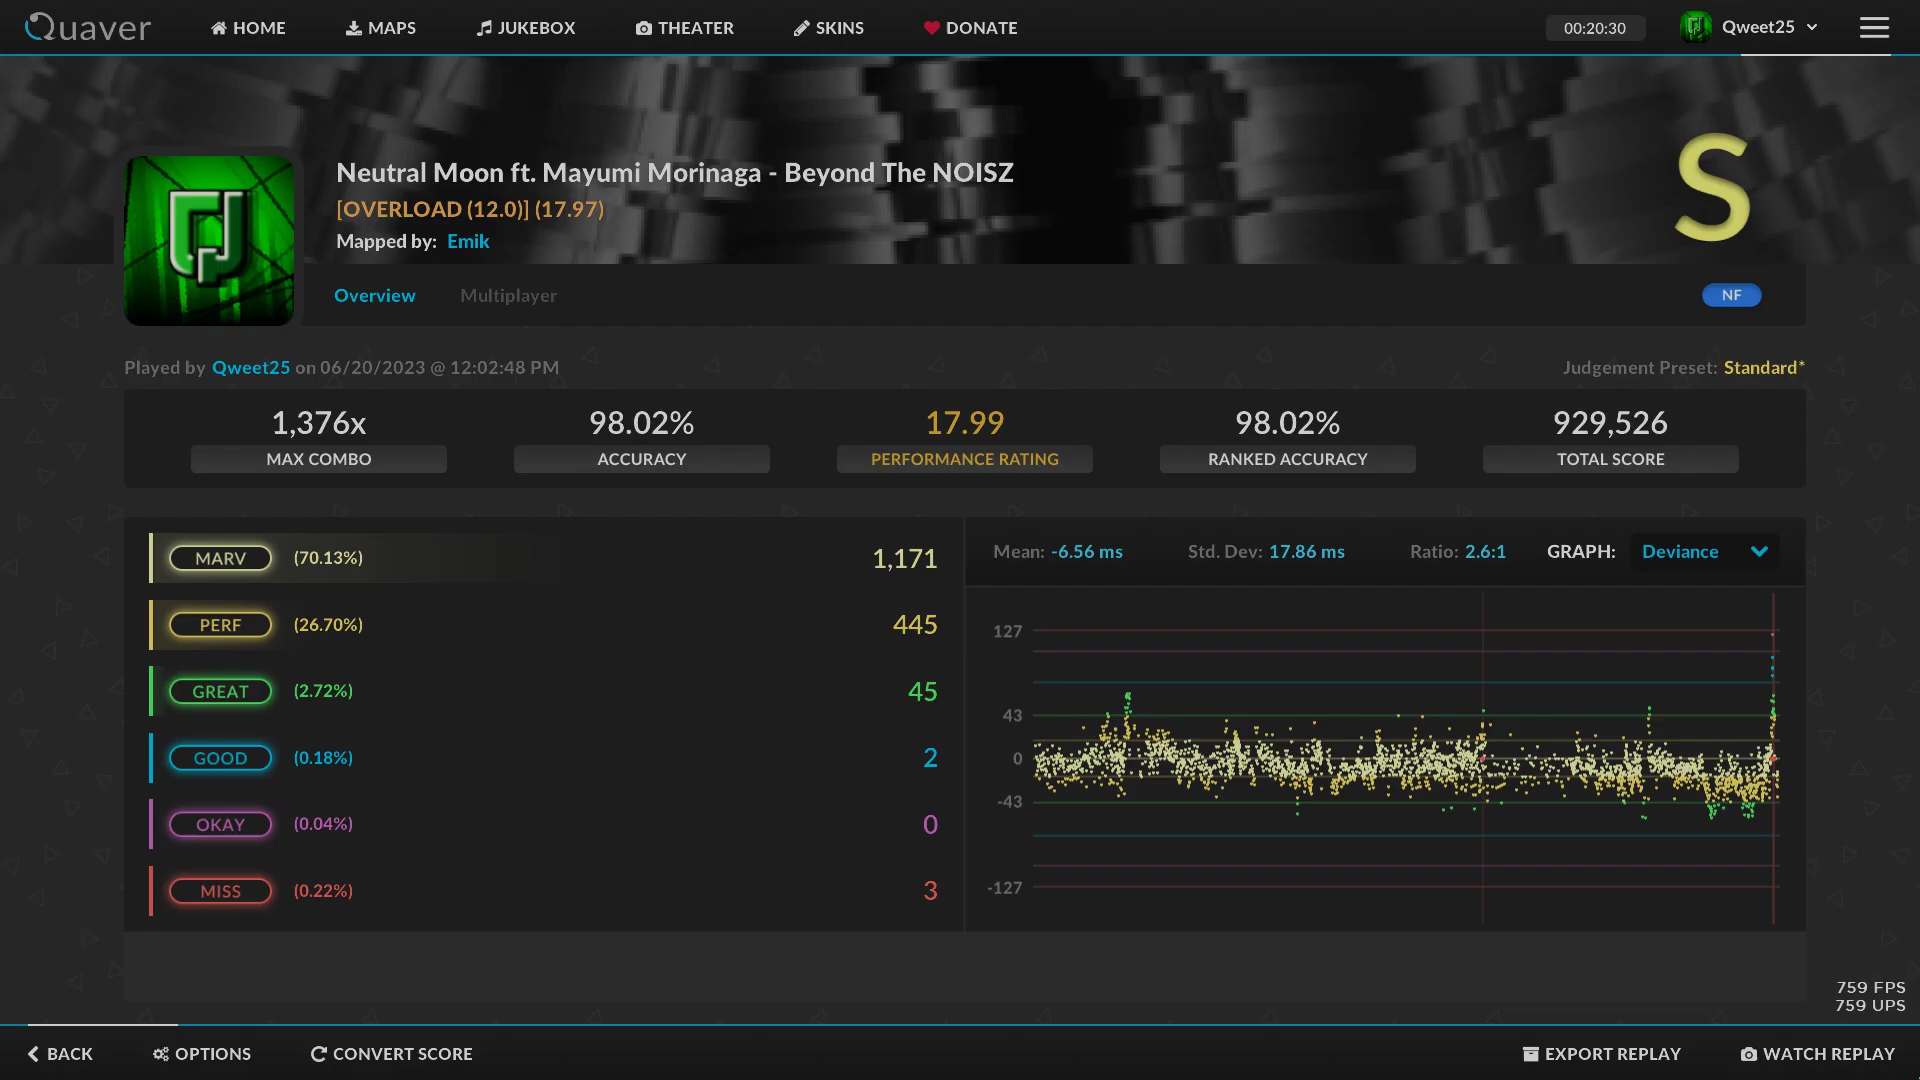 Quaver HOME MAPS JUKEBOX THEATER SKINS DONATE 00:20:30 Qweet25
Neutral Moon ft. Mayumi Morinaga - Beyond The NOISZ
[OVERLOAD (12.0)] (17.97)
Mapped by: Emik
S
Overview Multiplayer NF
Played by Qweet25 on 06/20/2023 @ 12:02:48 PM Judgement Preset: Standard*
1,376x 98.02% 17.99 98.02% 929,526
MAX COMBO ACCURACY PERFORMANCE RATING RANKED ACCURACY TOTAL SCORE
MARV (70.13%) 1,171
PERF (26.70%) 445
GREAT (2.72%) 45
GOOD (0.18%) 2
OKAY (0.04%) 0
MISS (0.22%) 3
Mean: -6.56 ms Std. Dev: 17.86 ms Ratio: 2.6:1 GRAPH: Deviance
127
43
0
-43
-127
759 FPS
759 UPS
BACK OPTIONS CONVERT SCORE EXPORT REPLAY WATCH REPLAY